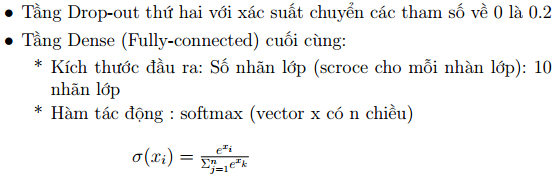 • Tầng Drop-out thứ hai với xác suất chuyển các tham số về 0 là 0.2
• Tầng Dense (Fully-connected) cuối cùng:
* Kích thước đầu ra: Số nhãn lớp (scroce cho mỗi nhàn lớp): 10
nhãn lớp
* Hàm tác động : softmax (vector x có n chiều)
σ(x_i) = \frac{e^{x_i}}{Σ_{j=1}^{n} e^{x_k}}